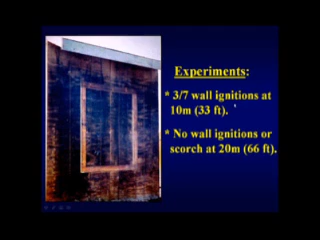 Experiments:
* 3/7 wall ignitions at
10m (33 ft).
* No wall ignitions or
scorch at 20m (66 ft).